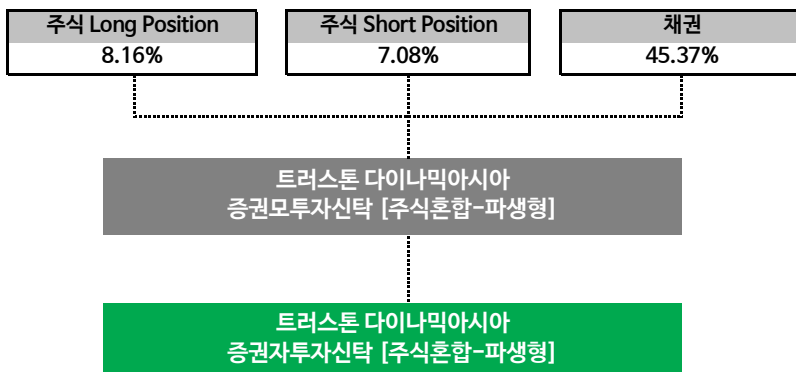 주식 Long Position
8.16%
주식 Short Position
7.08%
채권
45.37%
트러스톤 다이나믹아시아
증권모투자신탁 [주식혼합-파생형]
트러스톤 다이나믹아시아
증권자투자신탁 [주식혼합-파생형]